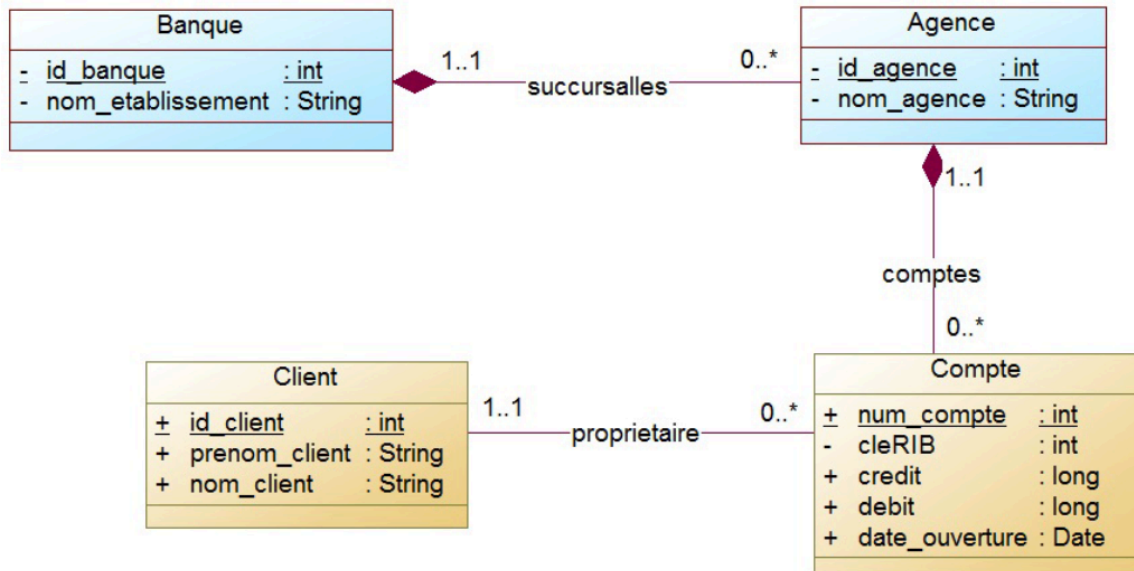 Banque
- id_banque : int
- nom_etablissement : String
1..1
succursalles
0..*
Agence
- id_agence : int
- nom_agence : String
1..1
comptes
0..*
Client
+ id_client : int
+ prenom_client : String
+ nom_client : String
1..1
proprietaire
0..*
Compte
+ num_compte : int
- cleRIB : int
+ credit : long
+ debit : long
+ date_ouverture : Date